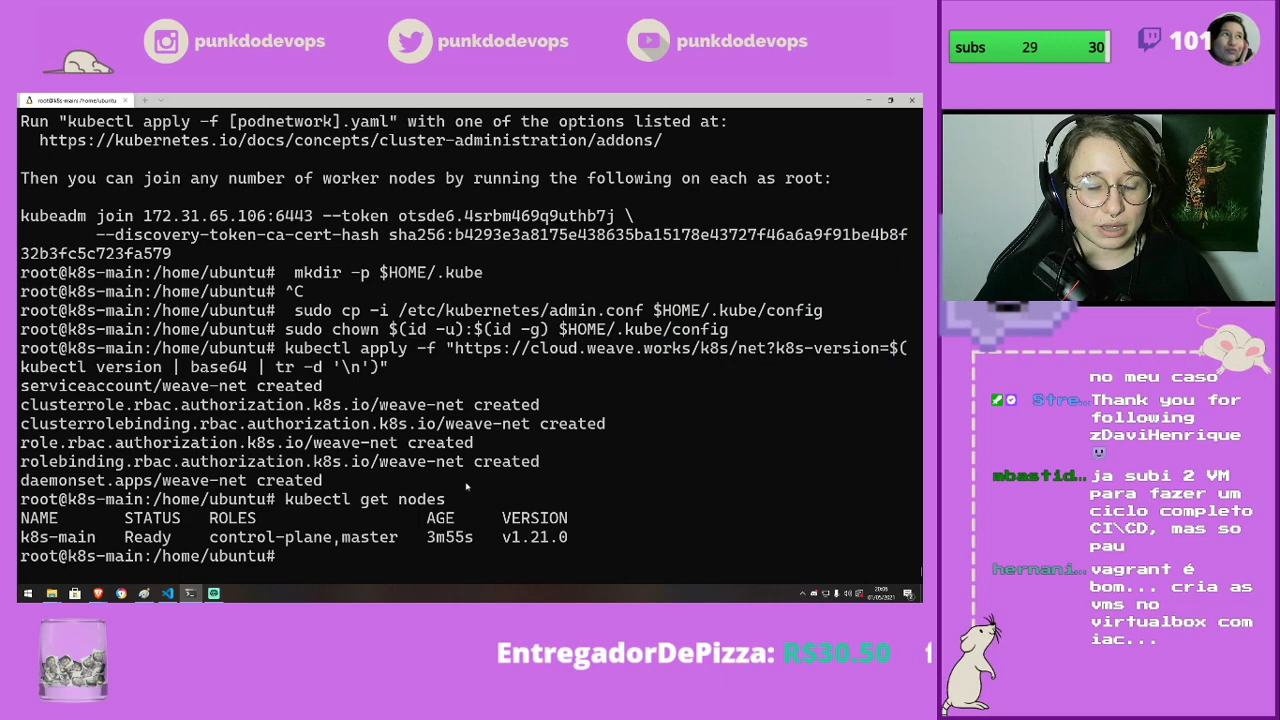 punkdodevops
punkdodevops
punkdodevops
subs 29 30
101
root@k8s-main:/home/ubuntu
Run "kubectl apply -f [podnetwork].yaml" with one of the options listed at:
https://kubernetes.io/docs/concepts/cluster-administration/addons/
Then you can join any number of worker nodes by running the following on each as root:
kubeadm join 172.31.65.106:6443 --token otsde6.4srbm469q9uthb7j \
--discovery-token-ca-cert-hash sha256:b4293e3a8175e438635ba15178e43727f46a6a9f91be4b8f
32b3fc5c723fa579
root@k8s-main:/home/ubuntu# mkdir -p $HOME/.kube
root@k8s-main:/home/ubuntu# ^C
root@k8s-main:/home/ubuntu# sudo cp -i /etc/kubernetes/admin.conf $HOME/.kube/config
root@k8s-main:/home/ubuntu# sudo chown $(id -u):$(id -g) $HOME/.kube/config
root@k8s-main:/home/ubuntu# kubectl apply -f "https://cloud.weave.works/k8s/net?k8s-version=$(
kubectl version | base64 | tr -d '\n')"
serviceaccount/weave-net created
clusterrole.rbac.authorization.k8s.io/weave-net created
clusterrolebinding.rbac.authorization.k8s.io/weave-net created
role.rbac.authorization.k8s.io/weave-net created
rolebinding.rbac.authorization.k8s.io/weave-net created
daemonset.apps/weave-net created
root@k8s-main:/home/ubuntu# kubectl get nodes
NAME STATUS ROLES AGE VERSION
k8s-main Ready control-plane,master 3m55s v1.21.0
root@k8s-main:/home/ubuntu#
01/05/2021
no meu caso
Stre... Thank you for
following
zDaviHenrique
mbastid... ja subi 2 VM
para fazer um
ciclo completo
CI\CD, mas so
pau
hernani... vagrant é
bom... cria as
vms no
virtualbox com
iac...
EntregadorDePizza: R$30.50